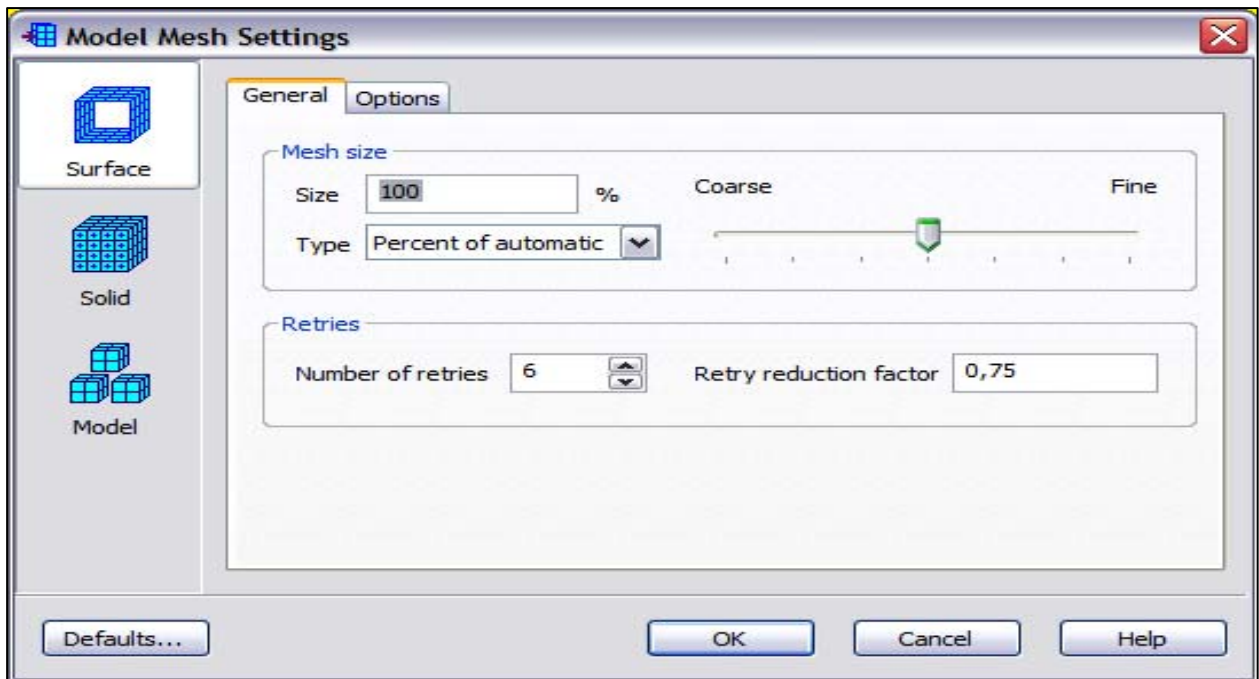 Model Mesh Settings
Surface
Solid
Model
General Options
Mesh size
Size 100 % Coarse Fine
Type Percent of automatic
Retries
Number of retries 6 Retry reduction factor 0,75
Defaults... OK Cancel Help